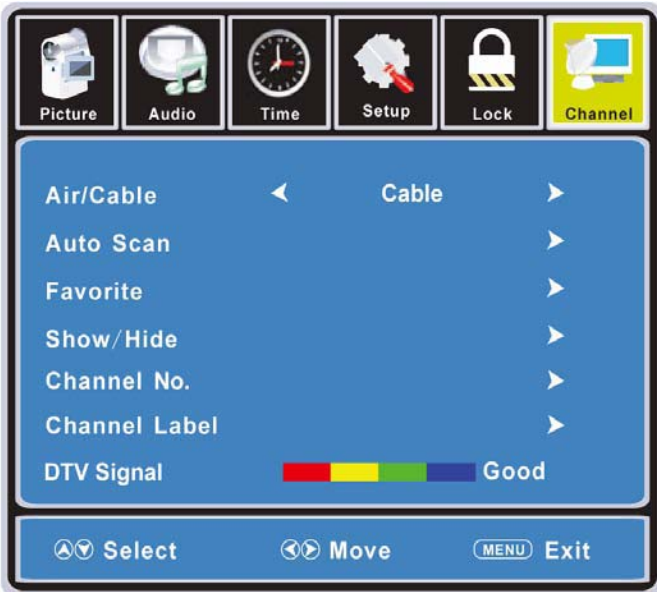 Picture Audio Time Setup Lock Channel
Air/Cable Cable
Auto Scan
Favorite
Show/Hide
Channel No.
Channel Label
DTV Signal Good
Select Move MENU Exit